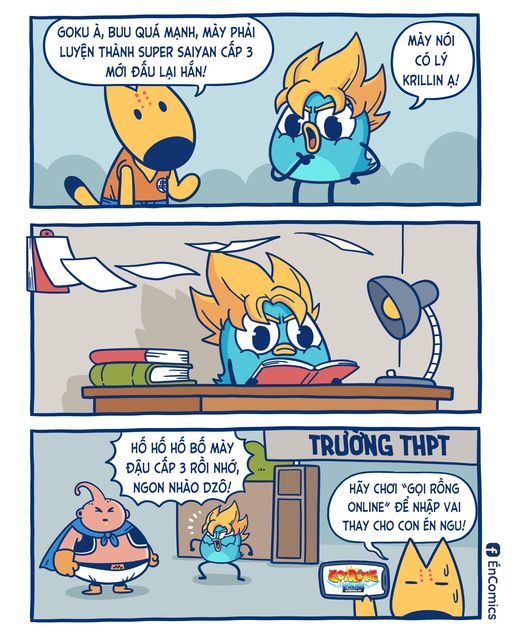 GOKU À, BUU QUÁ MẠNH, MÀY PHẢI
LUYỆN THÀNH SUPER SAIYAN CẤP 3
MỚI ĐẤU LẠI HẮN!
MÀY NÓI
CÓ LÝ
KRILLIN Ạ!
HỐ HỐ HỐ BỐ MÀY
ĐẬU CẤP 3 RỒI NHỚ,
NGON NHÀO DZÔ!
TRƯỜNG THPT
HÃY CHƠI “GỌI RỒNG
ONLINE” ĐỂ NHẬP VAI
THAY CHO CON ÉN NGU!
GỌI RỒNG
ÉnComics